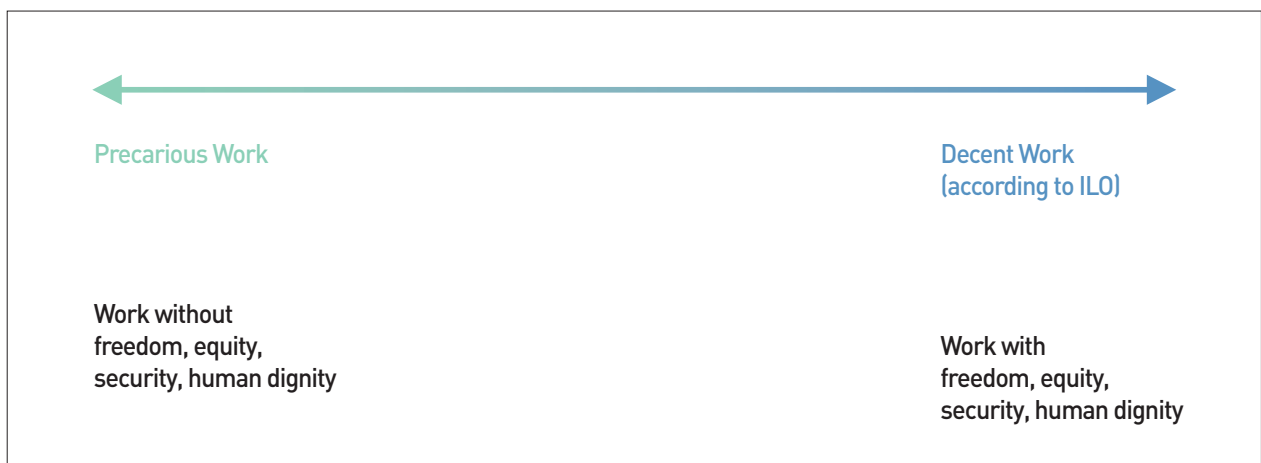 Precarious Work
Decent Work
(according to ILO)
Work without
freedom, equity,
security, human dignity
Work with
freedom, equity,
security, human dignity